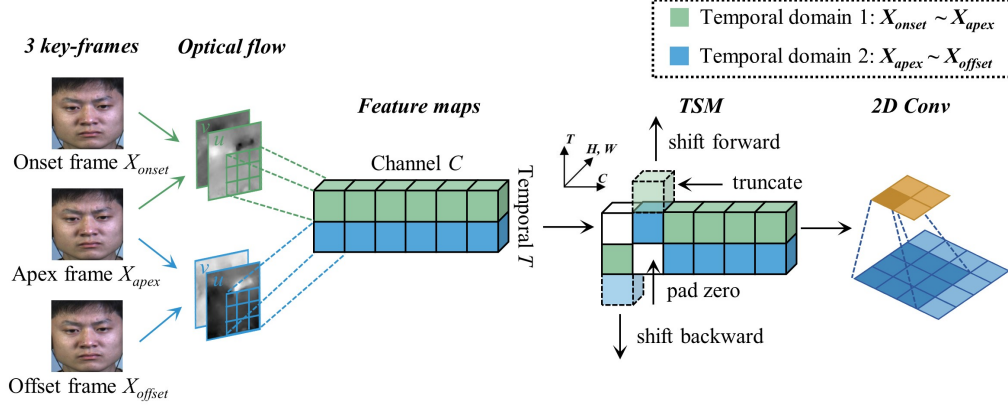 Temporal domain 1: X_onset ~ X_apex
Temporal domain 2: X_apex ~ X_offset
3 key-frames
Optical flow
Feature maps
TSM
2D Conv
Onset frame X_onset
Apex frame X_apex
Offset frame X_offset
v
u
v
u
Channel C
Temporal T
T
H, W
C
shift forward
truncate
pad zero
shift backward